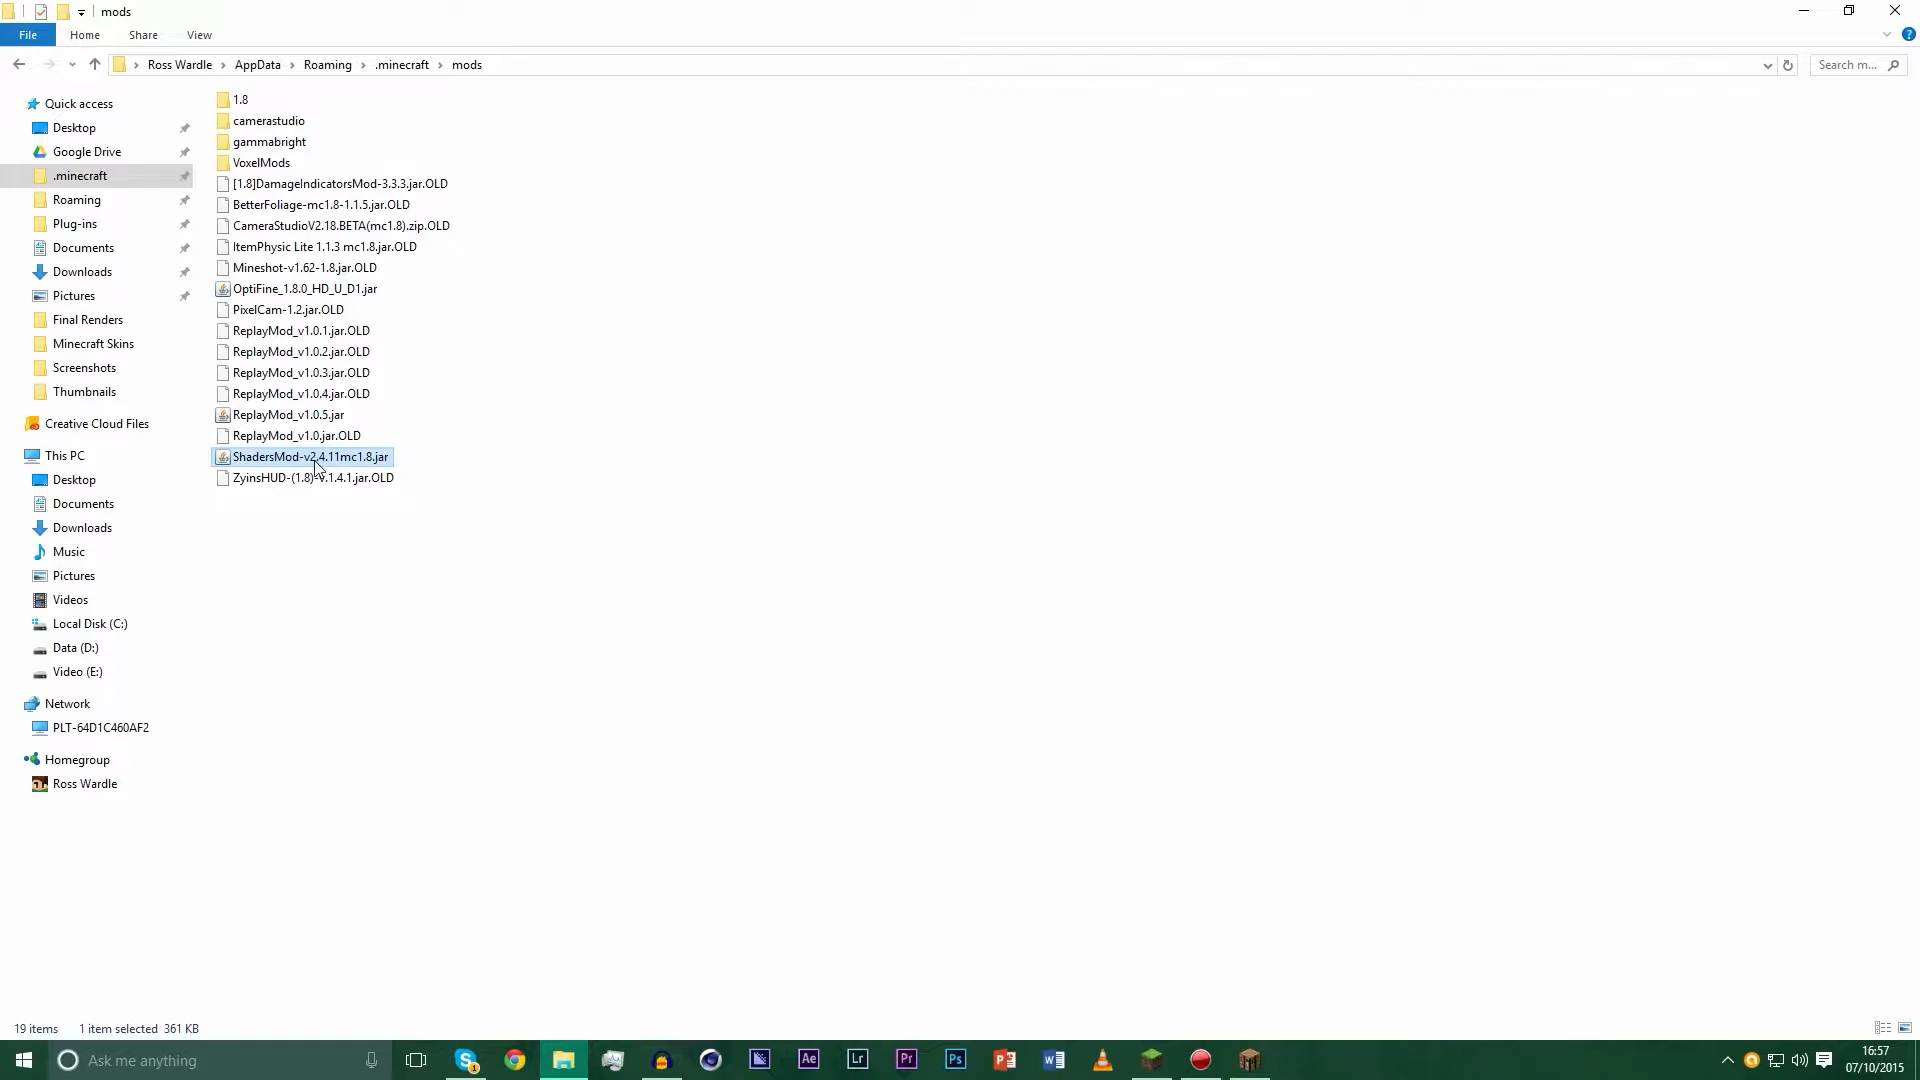 mods
File Home Share View
Ross Wardle AppData Roaming .minecraft mods Search m...
Quick access
Desktop
Google Drive
.minecraft
Roaming
Plug-ins
Documents
Downloads
Pictures
Final Renders
Minecraft Skins
Screenshots
Thumbnails
Creative Cloud Files
This PC
Desktop
Documents
Downloads
Music
Pictures
Videos
Local Disk (C:)
Data (D:)
Video (E:)
Network
PLT-64D1C460AF2
Homegroup
Ross Wardle
1.8
camerastudio
gammabright
VoxelMods
[1.8]DamageIndicatorsMod-3.3.3.jar.OLD
BetterFoliage-mc1.8-1.1.5.jar.OLD
CameraStudioV2.18.BETA(mc1.8).zip.OLD
ItemPhysic Lite 1.1.3 mc1.8.jar.OLD
Mineshot-v1.62-1.8.jar.OLD
OptiFine_1.8.0_HD_U_D1.jar
PixelCam-1.2.jar.OLD
ReplayMod_v1.0.1.jar.OLD
ReplayMod_v1.0.2.jar.OLD
ReplayMod_v1.0.3.jar.OLD
ReplayMod_v1.0.4.jar.OLD
ReplayMod_v1.0.5.jar
ReplayMod_v1.0.jar.OLD
ShadersMod-v2.4.11mc1.8.jar
ZyinsHUD-(1.8)-v.1.4.1.jar.OLD
19 items 1 item selected 361 KB
Ask me anything
Ae Lr Pr Ps
16:57
07/10/2015